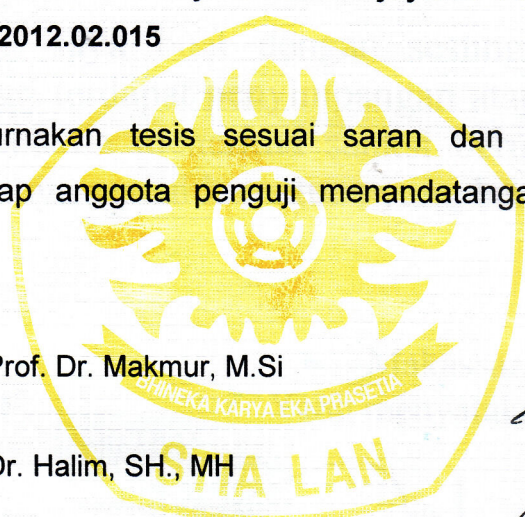 2012.02.015
urnakan tesis sesuai saran dan
ap anggota penguji menandatanga
Prof. Dr. Makmur, M.Si
BHINEKA KARYA EKA PRASETIA
Dr. Halim, SH., MH
STIA LAN